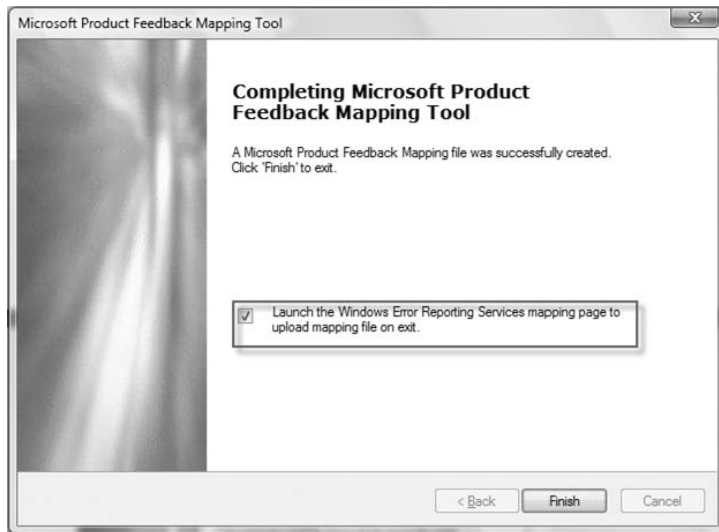 Microsoft Product Feedback Mapping Tool
Completing Microsoft Product
Feedback Mapping Tool
A Microsoft Product Feedback Mapping file was successfully created.
Click 'Finish' to exit.
Launch the Windows Error Reporting Services mapping page to
upload mapping file on exit.
< Back Finish Cancel